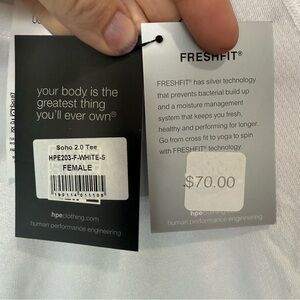 your body is the
greatest thing
you'll ever own®
Soho 2.0 Tee
HPE203-F-WHITE-S
FEMALE
hpeclothing.com
human performance engineering
FRESHFIT®
FRESHFIT® has silver technology
that prevents bacterial build up
and a moisture management
system that keeps you fresh,
healthy and performing for longer.
Go from cross fit to yoga to spin
with FRESHFIT® technology.
$70.00
hpeclothing.com
human performance engineering